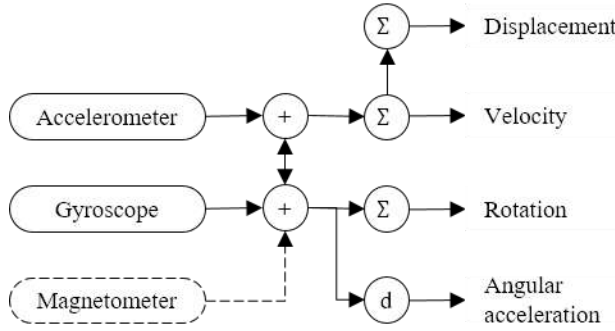 Σ
Displacement
Accelerometer
+
Σ
Velocity
Gyroscope
+
Σ
Rotation
Magnetometer
d
Angular
acceleration